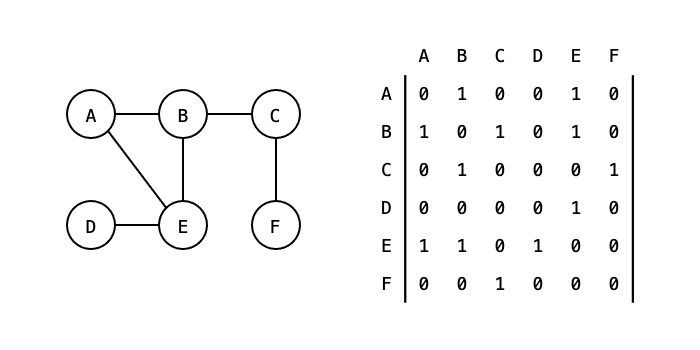 A B C
D E F
A B C D E F
A 0 1 0 0 1 0
B 1 0 1 0 1 0
C 0 1 0 0 0 1
D 0 0 0 0 1 0
E 1 1 0 1 0 0
F 0 0 1 0 0 0